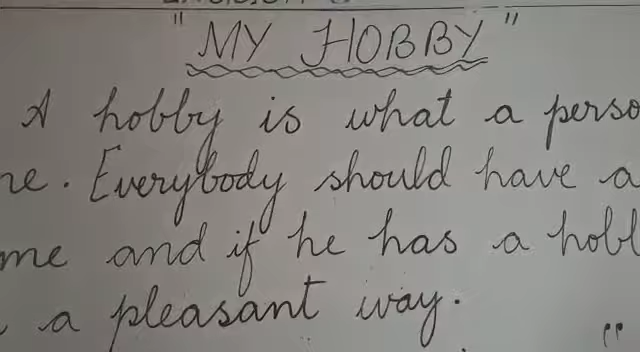 "MY HOBBY"
A hobby is what a perso
ne. Everybody should have a
me and if he has a hobb
a pleasant way.